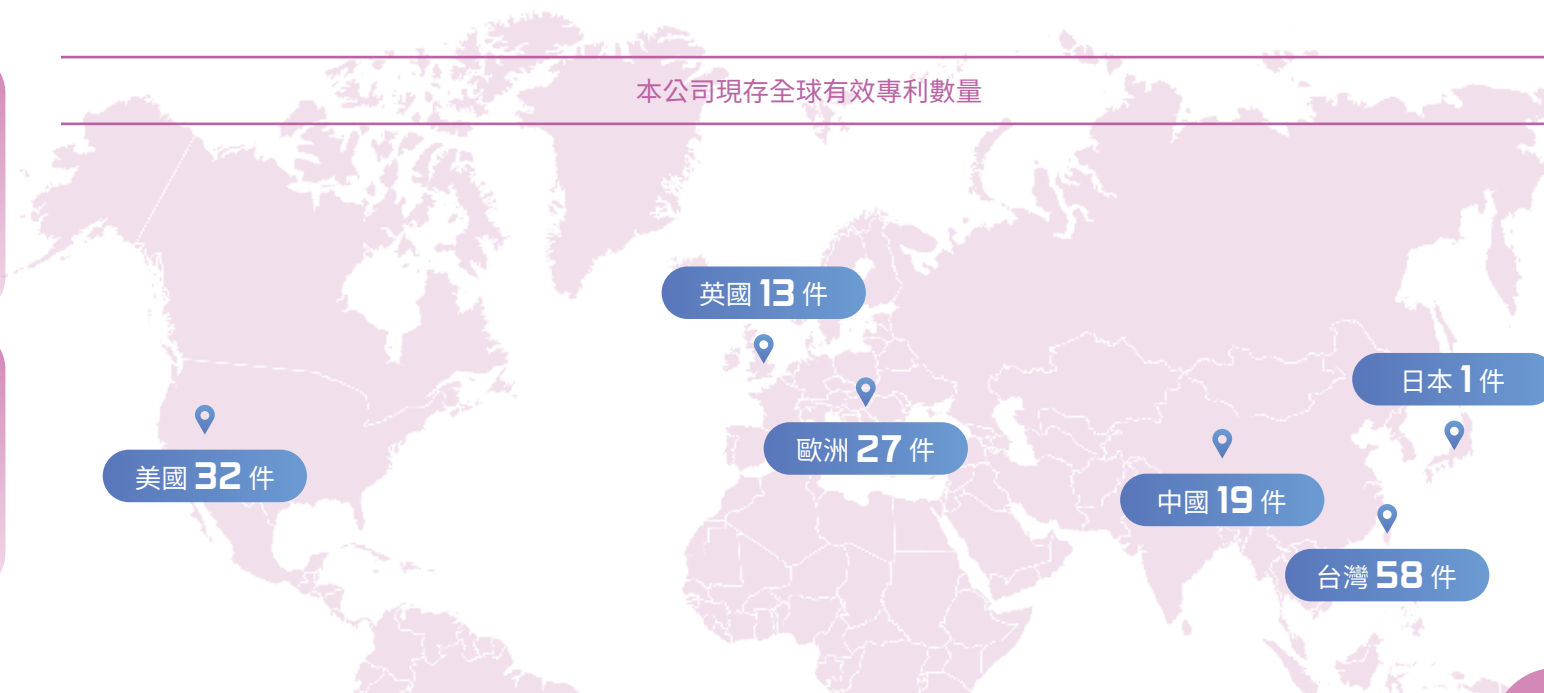 本公司現存全球有效專利數量
英國 13 件
日本 1 件
歐洲 27 件
美國 32 件
中國 19 件
台灣 58 件